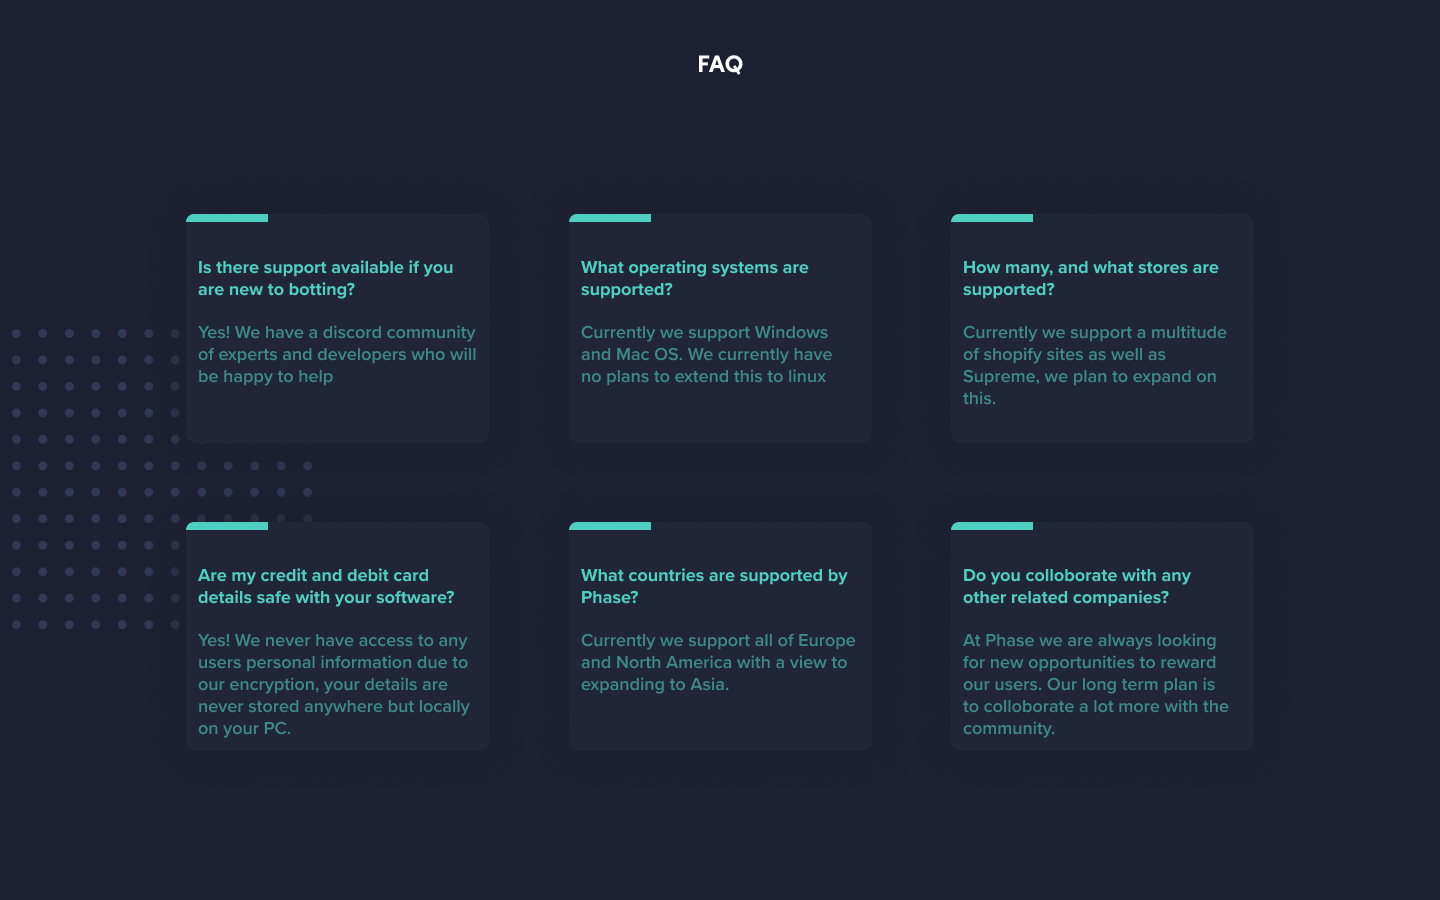 FAQ
Is there support available if you
are new to botting?
Yes! We have a discord community
of experts and developers who will
be happy to help
What operating systems are
supported?
Currently we support Windows
and Mac OS. We currently have
no plans to extend this to linux
How many, and what stores are
supported?
Currently we support a multitude
of shopify sites as well as
Supreme, we plan to expand on
this.
Are my credit and debit card
details safe with your software?
Yes! We never have access to any
users personal information due to
our encryption, your details are
never stored anywhere but locally
on your PC.
What countries are supported by
Phase?
Currently we support all of Europe
and North America with a view to
expanding to Asia.
Do you colloborate with any
other related companies?
At Phase we are always looking
for new opportunities to reward
our users. Our long term plan is
to colloborate a lot more with the
community.